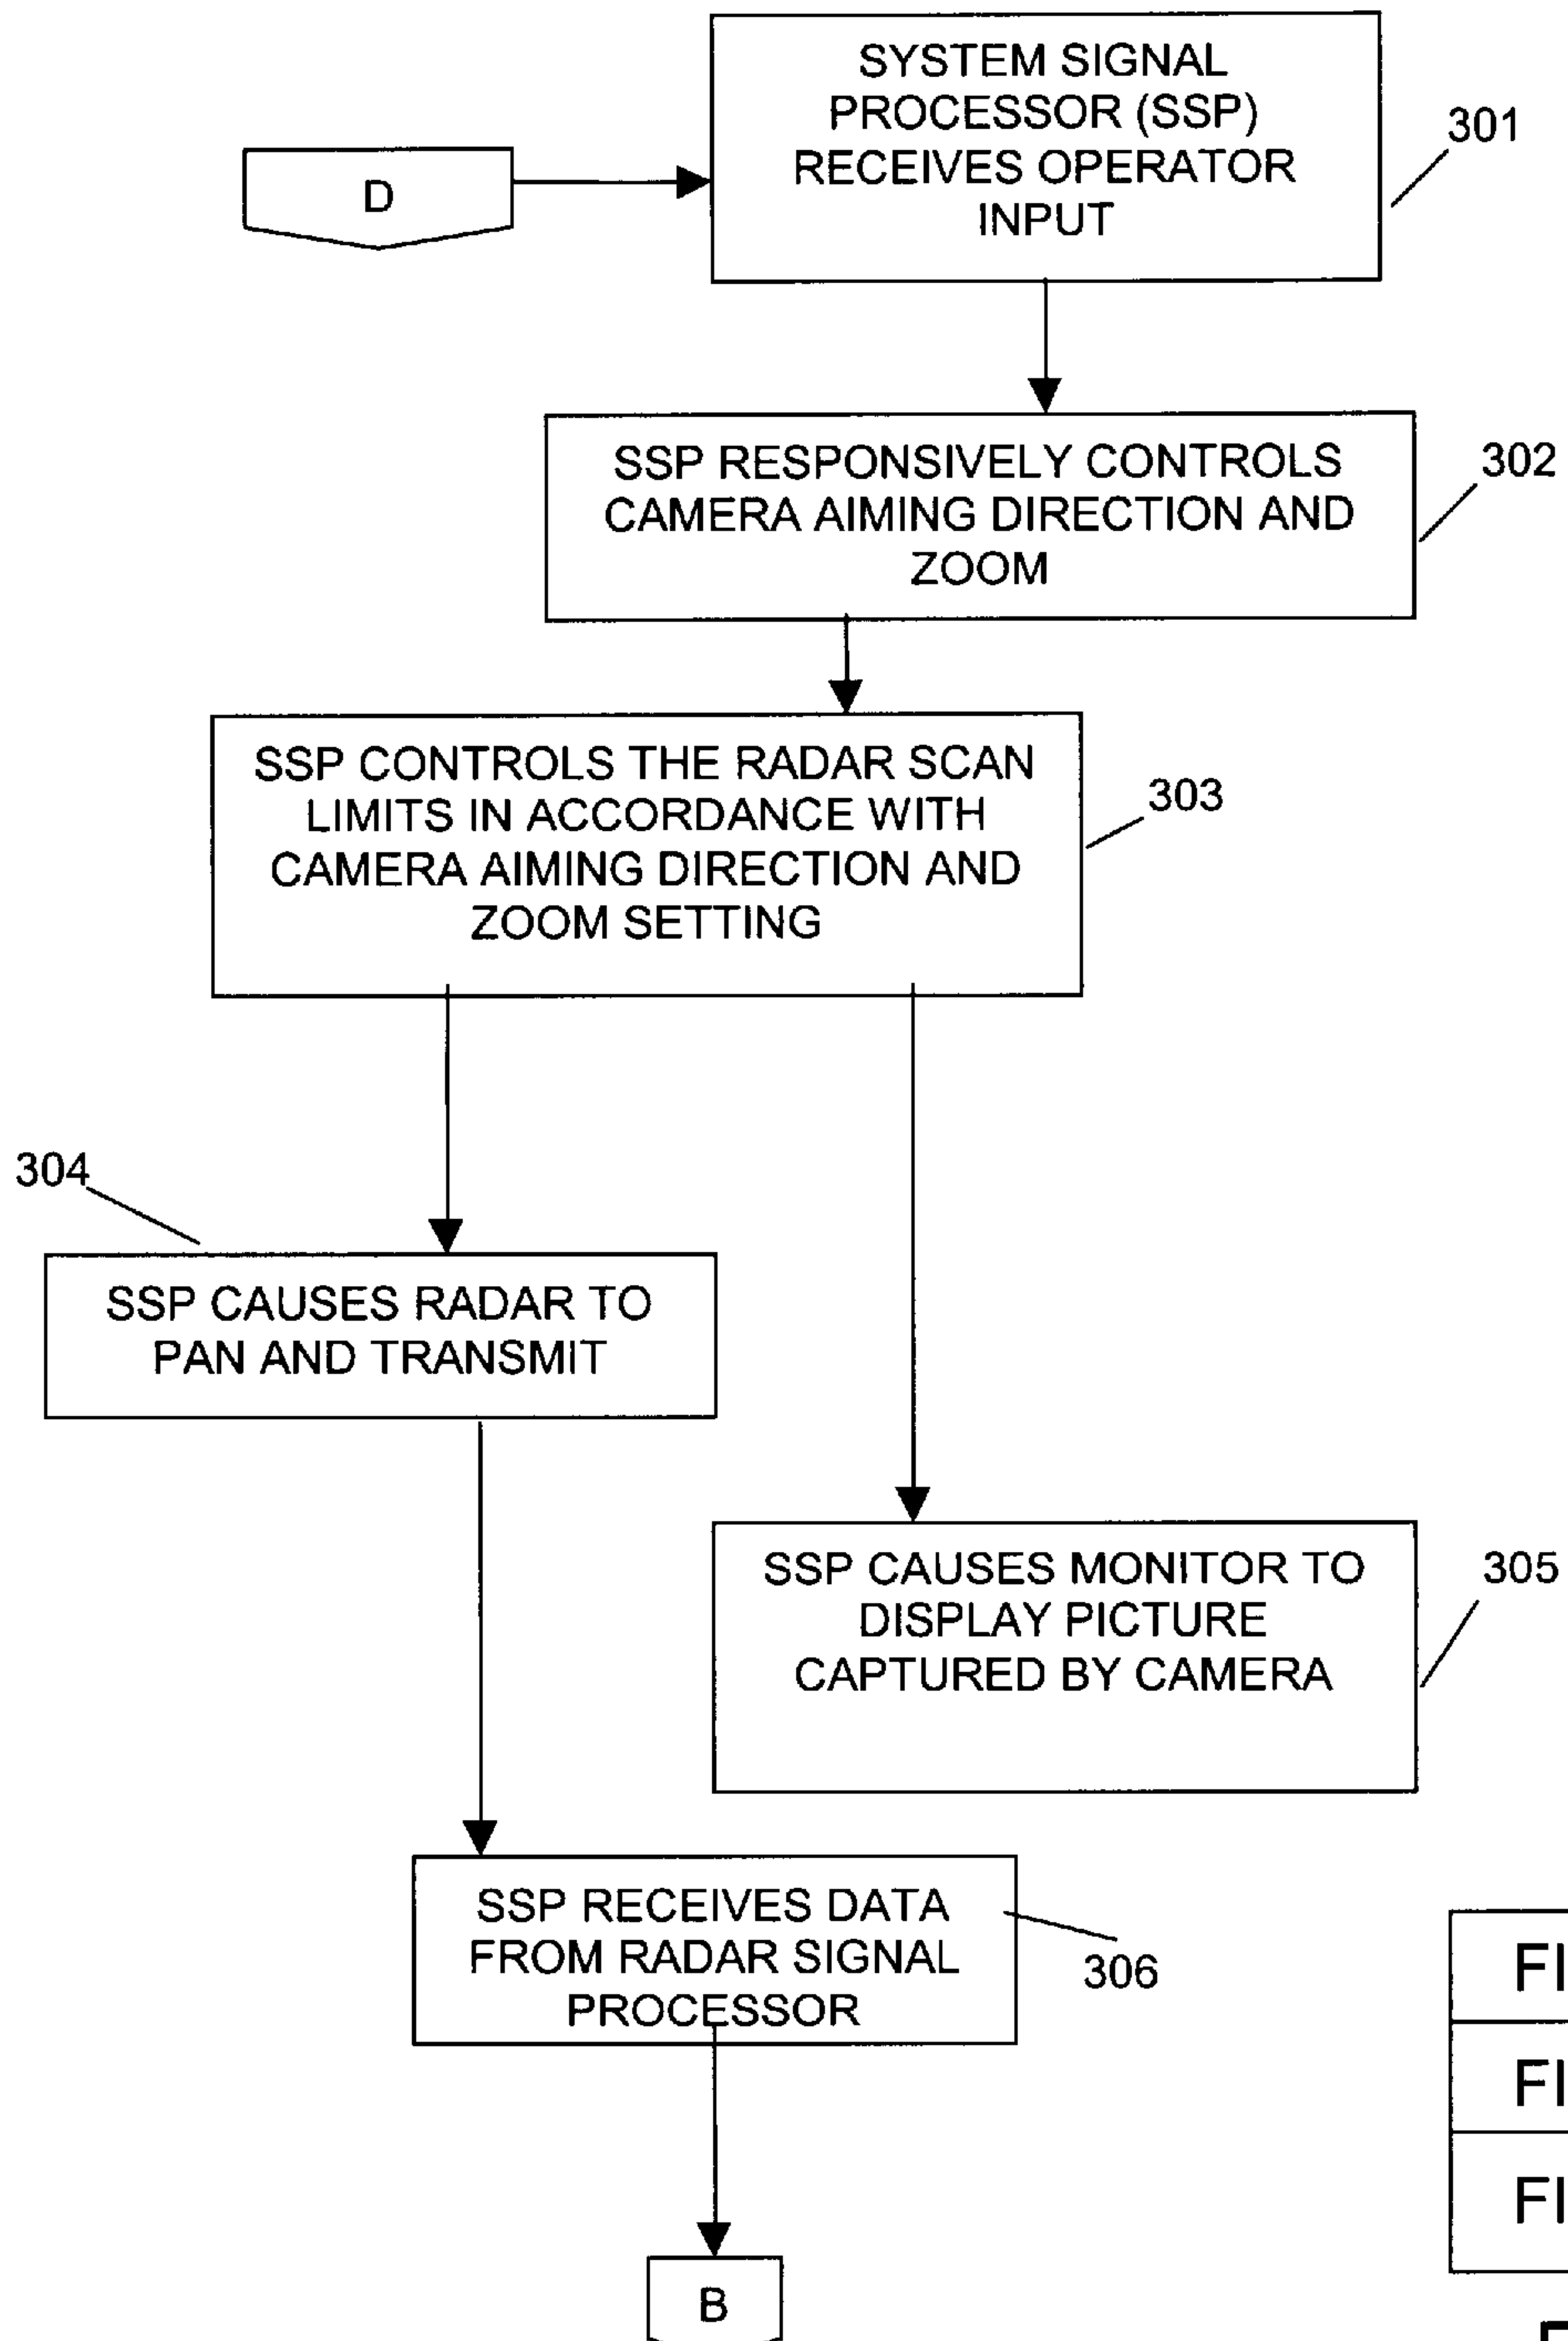 SYSTEM SIGNAL
PROCESSOR (SSP)
RECEIVES OPERATOR
INPUT
301
D
SSP RESPONSIVELY CONTROLS
CAMERA AIMING DIRECTION AND
ZOOM
302
SSP CONTROLS THE RADAR SCAN
LIMITS IN ACCORDANCE WITH
CAMERA AIMING DIRECTION AND
ZOOM SETTING
303
304
SSP CAUSES RADAR TO
PAN AND TRANSMIT
SSP CAUSES MONITOR TO
DISPLAY PICTURE
CAPTURED BY CAMERA
305
SSP RECEIVES DATA
FROM RADAR SIGNAL
PROCESSOR
306
B